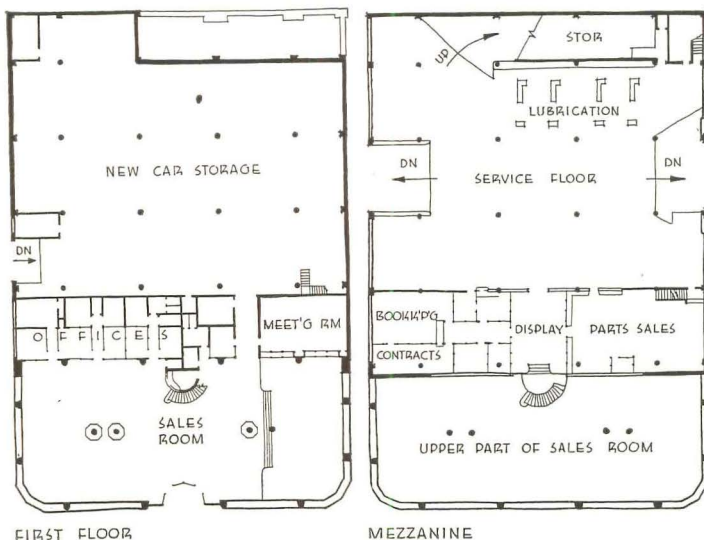 NEW CAR STORAGE
DN
OFFICES
MEET'G RM
SALES
ROOM
FIRST FLOOR
UP
STOR
LUBRICATION
DN
SERVICE FLOOR
DN
BOOKK'P'G
DISPLAY
PARTS SALES
CONTRACTS
UPPER PART OF SALES ROOM
MEZZANINE